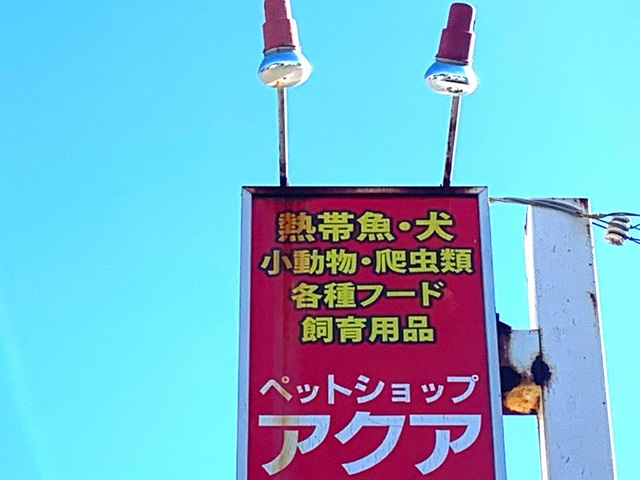 熱帯魚・犬
小動物・爬虫類
各種フード
飼育用品
ペットショップ
アクア